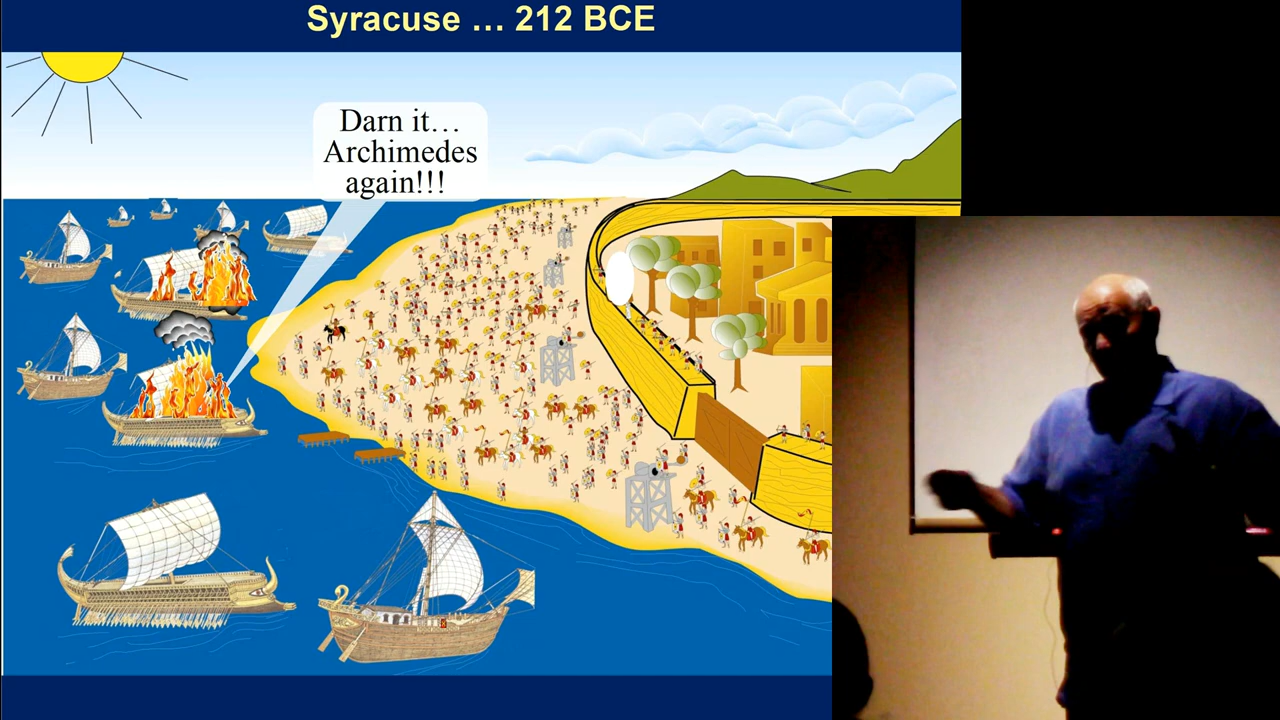 Syracuse … 212 BCE
Darn it…
Archimedes
again!!!